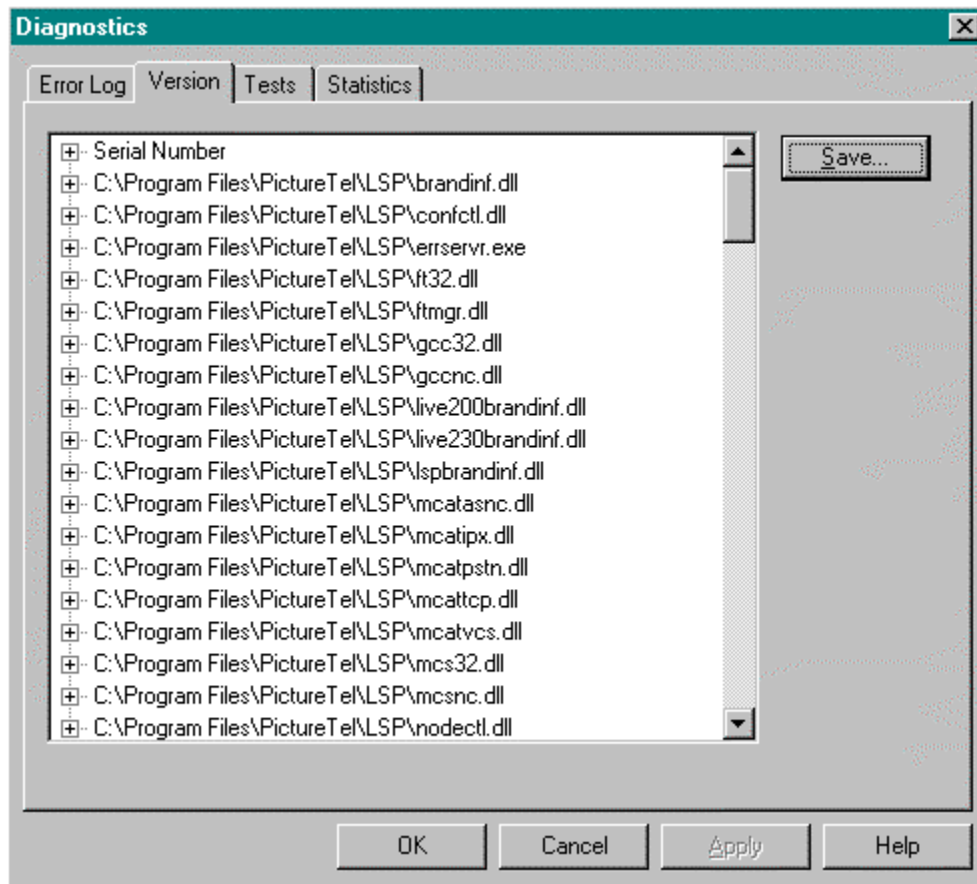 Diagnostics
Error Log Version Tests Statistics
Serial Number
C:\Program Files\PictureTel\LSP\brandinf.dll
C:\Program Files\PictureTel\LSP\confctl.dll
C:\Program Files\PictureTel\LSP\errservr.exe
C:\Program Files\PictureTel\LSP\ft32.dll
C:\Program Files\PictureTel\LSP\ftmgr.dll
C:\Program Files\PictureTel\LSP\gcc32.dll
C:\Program Files\PictureTel\LSP\gccnc.dll
C:\Program Files\PictureTel\LSP\live200brandinf.dll
C:\Program Files\PictureTel\LSP\live230brandinf.dll
C:\Program Files\PictureTel\LSP\lspbrandinf.dll
C:\Program Files\PictureTel\LSP\mcatasnc.dll
C:\Program Files\PictureTel\LSP\mcatipx.dll
C:\Program Files\PictureTel\LSP\mcatpstn.dll
C:\Program Files\PictureTel\LSP\mcattcp.dll
C:\Program Files\PictureTel\LSP\mcatvcs.dll
C:\Program Files\PictureTel\LSP\mcs32.dll
C:\Program Files\PictureTel\LSP\mcsnc.dll
C:\Program Files\PictureTel\LSP\nodectl.dll
Save...
OK Cancel Apply Help